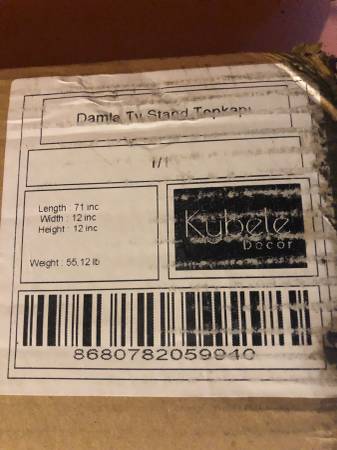 Damla Tv Stand Topkapı
1/1
Length : 71 inc
Width : 12 inc
Height : 12 inc
Weight : 55.12 lb
Kybele
Decor
8680782059940